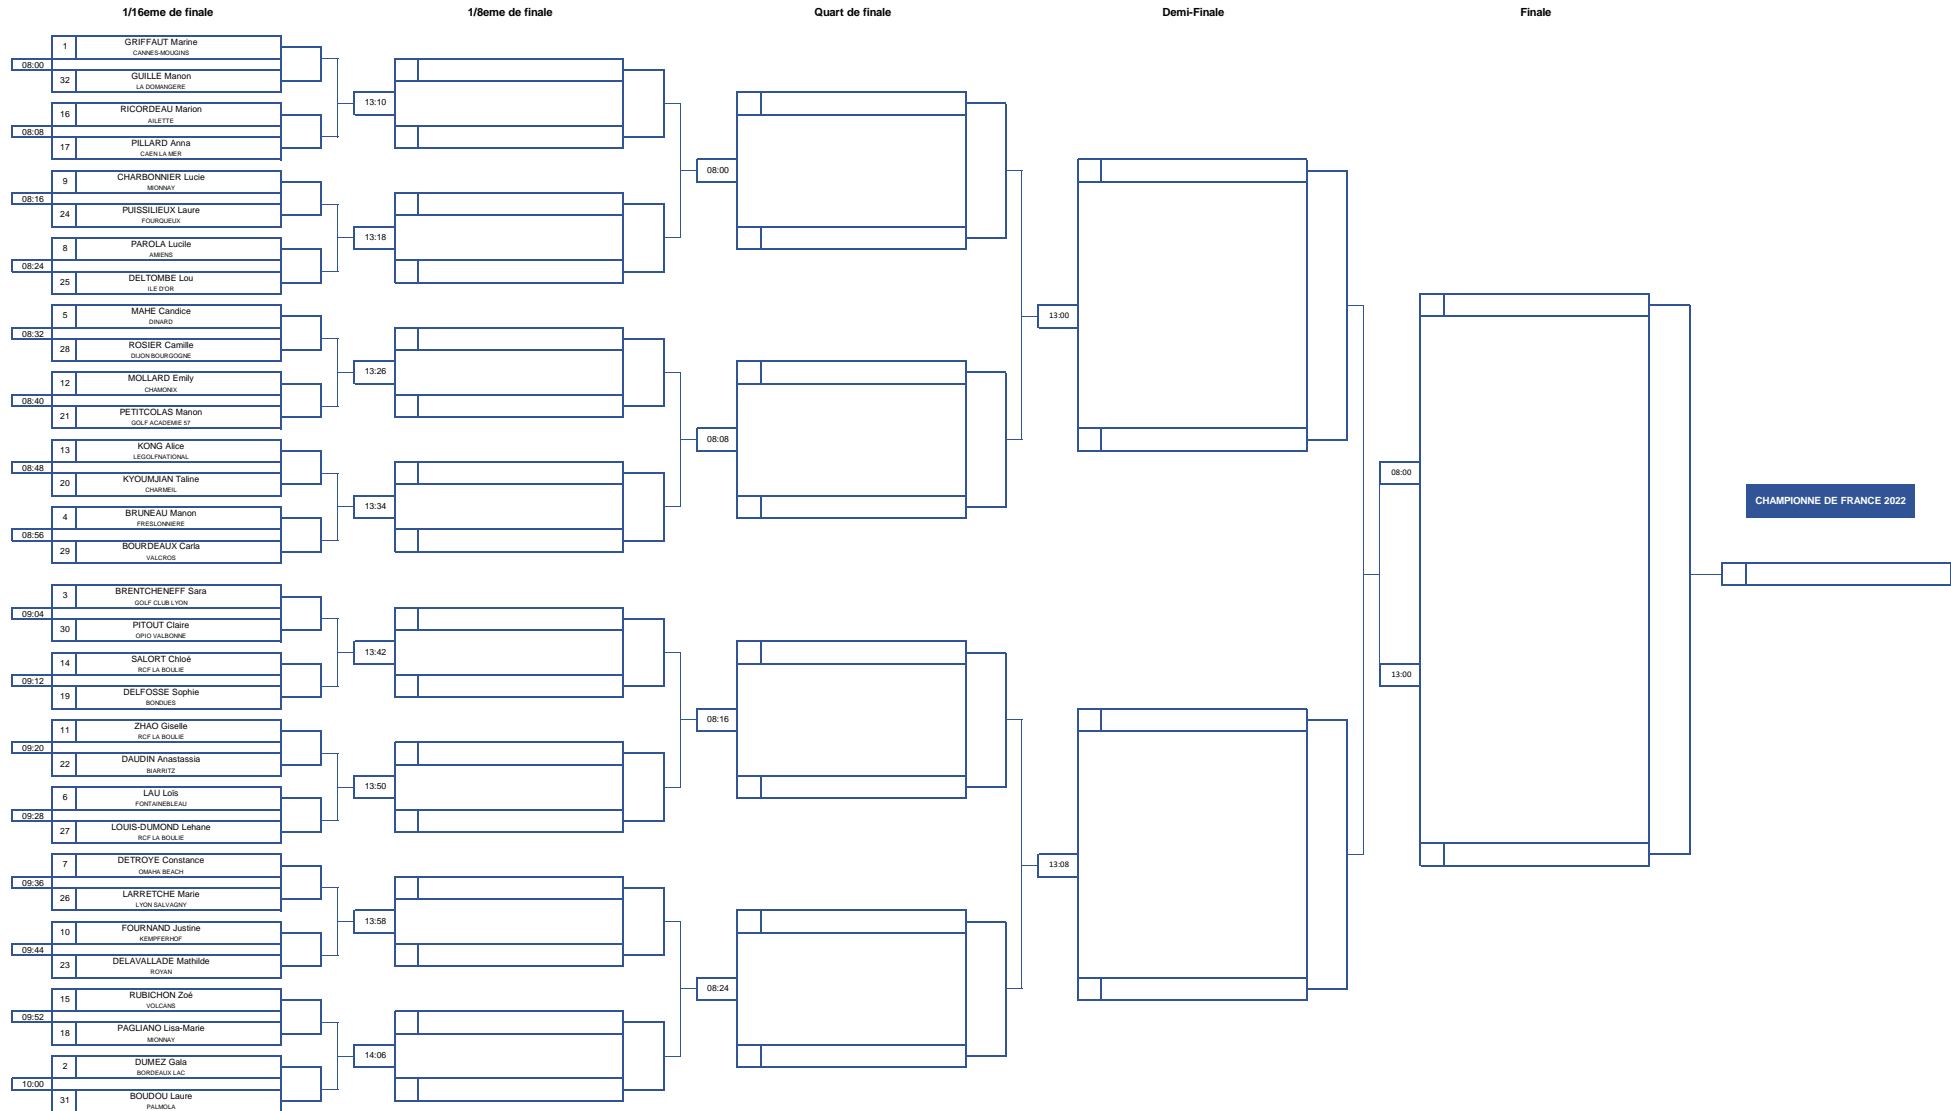 1/16eme de finale
1/8eme de finale
Quart de finale
Demi-Finale
Finale
1
GRIFFAUT Marine
CANNES-MOUGINS
08:00
32
GUILLE Manon
LA DOMANGERE
16
RICORDEAU Marion
AILETTE
08:08
17
PILLARD Anna
CAEN LA MER
9
CHARBONNIER Lucie
MIONNAY
08:16
24
PUISSILIEUX Laure
FOURQUEUX
8
PAROLA Lucile
AMIENS
08:24
25
DELTOMBE Lou
ILE D'OR
5
MAHE Candice
DINARD
08:32
28
ROSIER Camille
DIJON BOURGOGNE
12
MOLLARD Emily
CHAMONIX
08:40
21
PETITCOLAS Manon
GOLF ACADEMIE 57
13
KONG Alice
LEGOLFNATIONAL
08:48
20
KYOUMJIAN Taline
CHARMEIL
4
BRUNEAU Manon
FRESLONNIERE
08:56
29
BOURDEAUX Carla
VALCROS
3
BRENTCHENEFF Sara
GOLF CLUB LYON
09:04
30
PITOUT Claire
OPIO VALBONNE
14
SALORT Chloé
RCF LA BOULIE
09:12
19
DELFOSSE Sophie
BONDUES
11
ZHAO Giselle
RCF LA BOULIE
09:20
22
DAUDIN Anastassia
BIARRITZ
6
LAU Loïs
FONTAINEBLEAU
09:28
27
LOUIS-DUMOND Lehane
RCF LA BOULIE
7
DETROYE Constance
OMAHA BEACH
09:36
26
LARRETCHE Marie
LYON SALVAGNY
10
FOURNAND Justine
KEMPFERHOF
09:44
23
DELAVALLADE Mathilde
ROYAN
15
RUBICHON Zoé
VOLCANS
09:52
18
PAGLIANO Lisa-Marie
MIONNAY
2
DUMEZ Gala
BORDEAUX LAC
10:00
31
BOUDOU Laure
PALMOLA
13:10
13:18
13:26
13:34
13:42
13:50
13:58
14:06
08:00
08:08
08:16
08:24
13:00
13:08
08:00
13:00
CHAMPIONNE DE FRANCE 2022